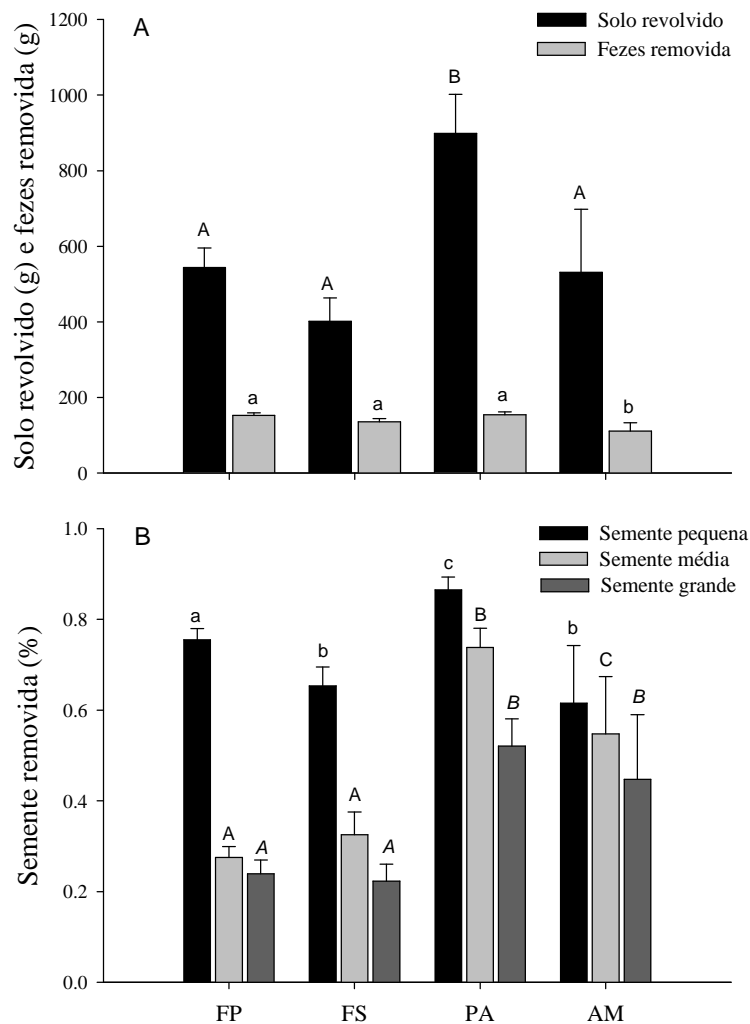 A
Solo revolvido
Fezes removida
Solo revolvido (g) e fezes removida (g)
1200
1000
800
600
400
200
0
A
a
A
a
B
a
A
b
B
Semente pequena
Semente média
Semente grande
Semente removida (%)
1.0
0.8
0.6
0.4
0.2
0.0
a
A
A
b
A
A
c
B
B
b
C
B
FP
FS
PA
AM